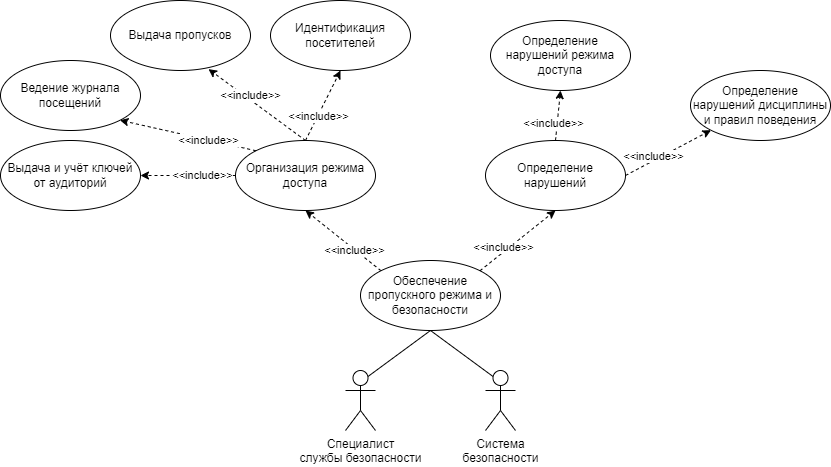 Выдача пропусков
Идентификация
посетителей
Определение
нарушений режима
доступа
Ведение журнала
посещений
Определение
нарушений дисциплины
и правил поведения
<<include>>
<<include>>
<<include>>
<<include>>
<<include>>
<<include>>
Выдача и учёт ключей
от аудиторий
<<include>>
Организация режима
доступа
Определение
нарушений
<<include>>
<<include>>
Обеспечение
пропускного режима и
безопасности
Специалист
службы безопасности
Система
безопасности